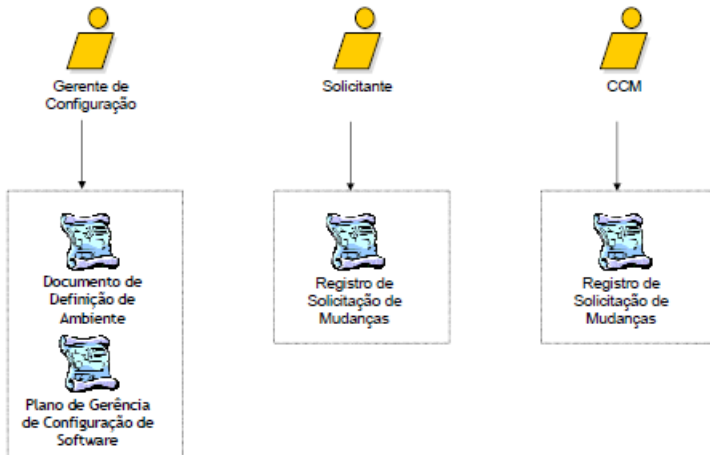 Gerente de
Configuração
Solicitante
CCM
Documento de
Definição de
Ambiente
Plano de Gerência
de Configuração de
Software
Registro de
Solicitação de
Mudanças
Registro de
Solicitação de
Mudanças